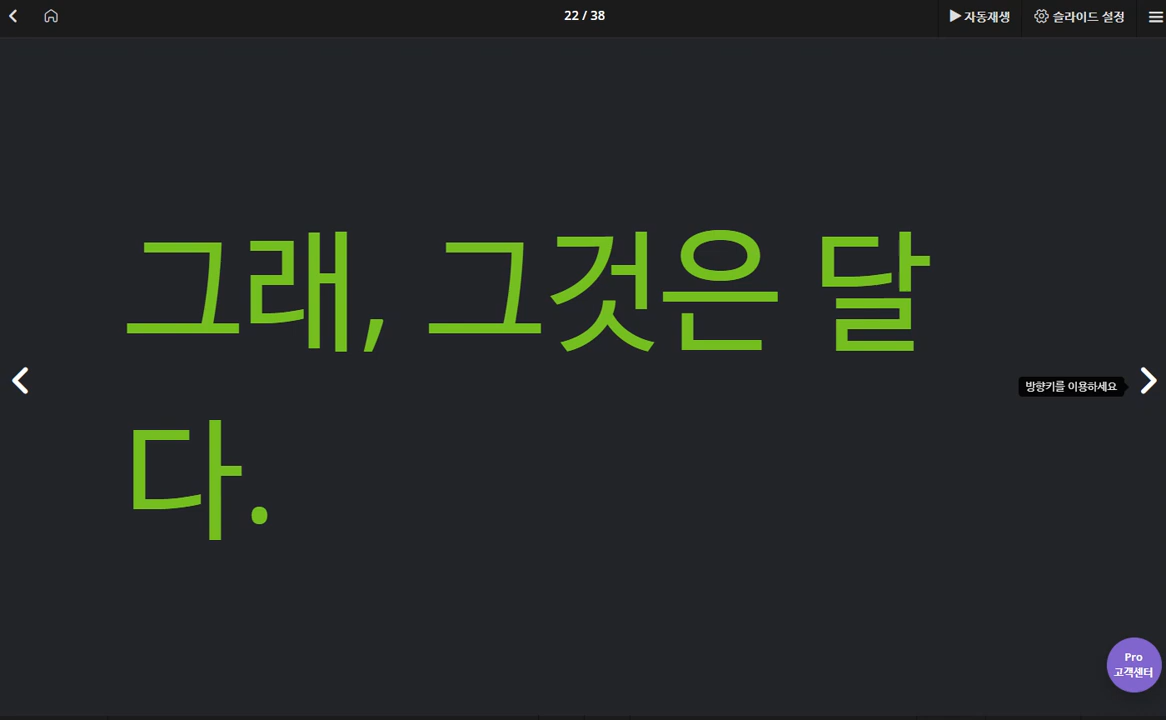 22 / 38
▶ 자동재생
슬라이드 설정
그래, 그것은 달
다.
방향키를 이용하세요
Pro
고객센터